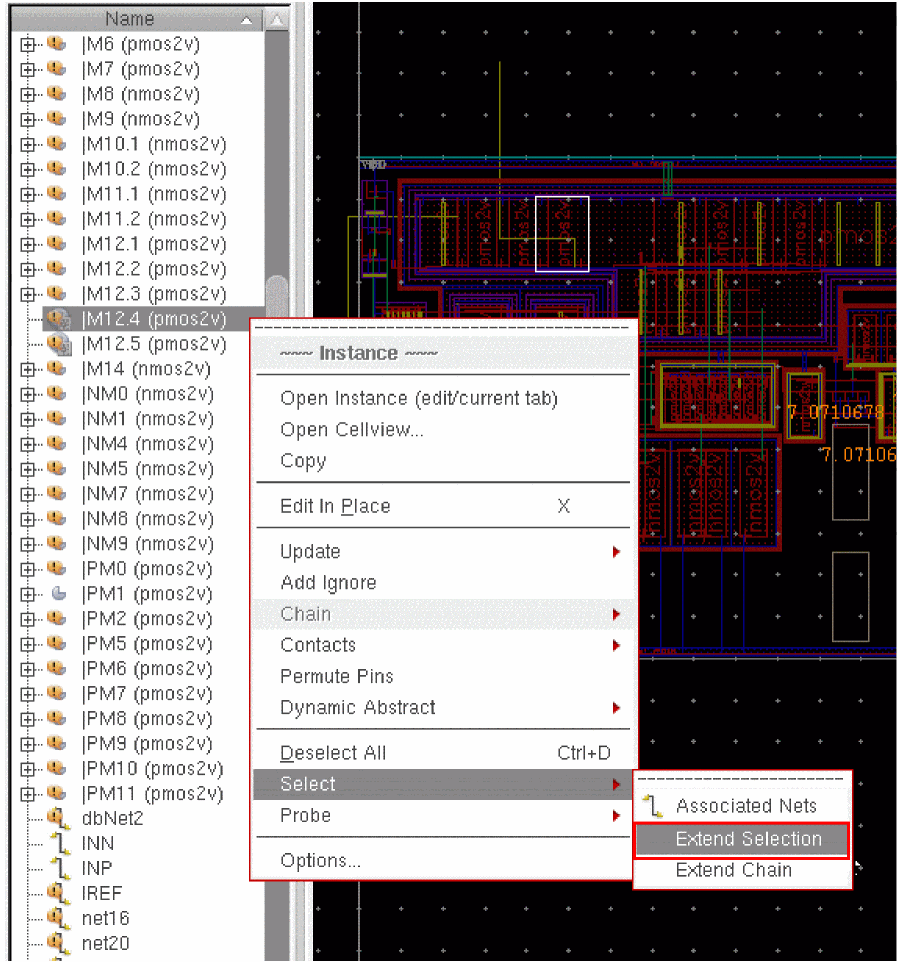 Name
|M6 (pmos2v)
|M7 (pmos2v)
|M8 (nmos2v)
|M9 (nmos2v)
|M10.1 (nmos2v)
|M10.2 (nmos2v)
|M11.1 (nmos2v)
|M11.2 (nmos2v)
|M12.1 (pmos2v)
|M12.2 (pmos2v)
|M12.3 (pmos2v)
|M12.4 (pmos2v)
|M12.5 (pmos2v)
|M14 (nmos2v)
|NM0 (nmos2v)
|NM1 (nmos2v)
|NM4 (nmos2v)
|NM5 (nmos2v)
|NM7 (nmos2v)
|NM8 (nmos2v)
|NM9 (nmos2v)
|PM0 (pmos2v)
|PM1 (pmos2v)
|PM2 (pmos2v)
|PM5 (pmos2v)
|PM6 (pmos2v)
|PM7 (pmos2v)
|PM8 (pmos2v)
|PM9 (pmos2v)
|PM10 (pmos2v)
|PM11 (pmos2v)
dbNet2
INN
INP
IREF
net16
net20
~~~ Instance ~~~
Open Instance (edit/current tab)
Open Cellview...
Copy
Edit In Place X
Update
Add Ignore
Chain
Contacts
Permute Pins
Dynamic Abstract
Deselect All Ctrl+D
Select
Probe
Options...
Associated Nets
Extend Selection
Extend Chain
pmos2v
pmos2v
pmos2v
pmos2v
pmos2v
pmos2v
pmos2v
7.0710678
7.07106
nmos2v
nmos2v
nmos2v
nmos2v